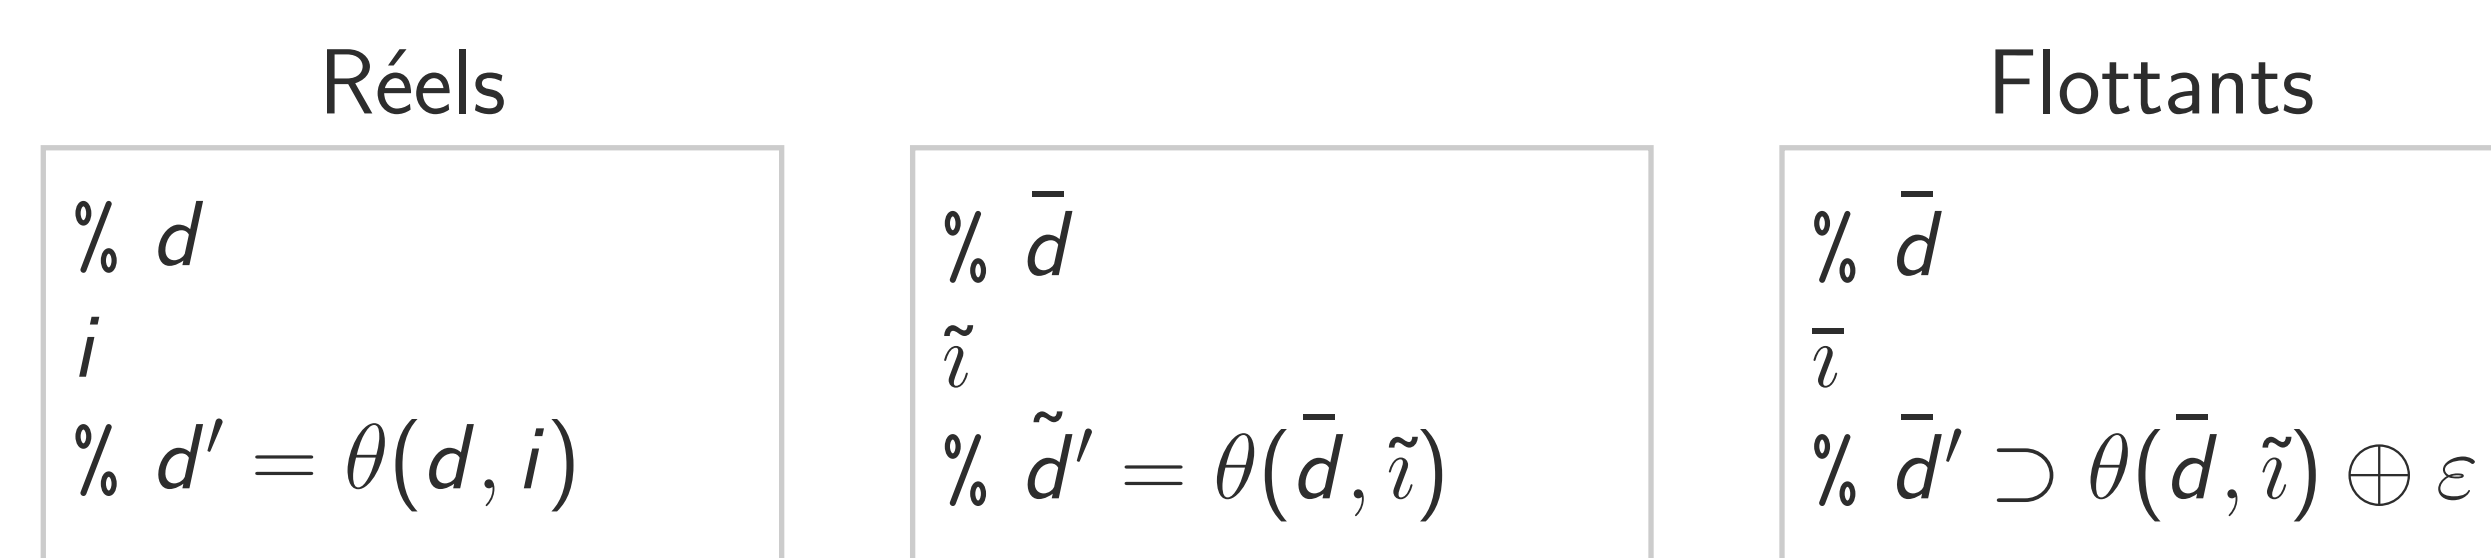 Réels
% d
i
% d′ = θ(d, i)
% d̄
ĩ
% d̃′ = θ(d̄, ĩ)
Flottants
% d̄
ī
% d̄′ ⊃ θ(d̄, ĩ) ⊕ ε